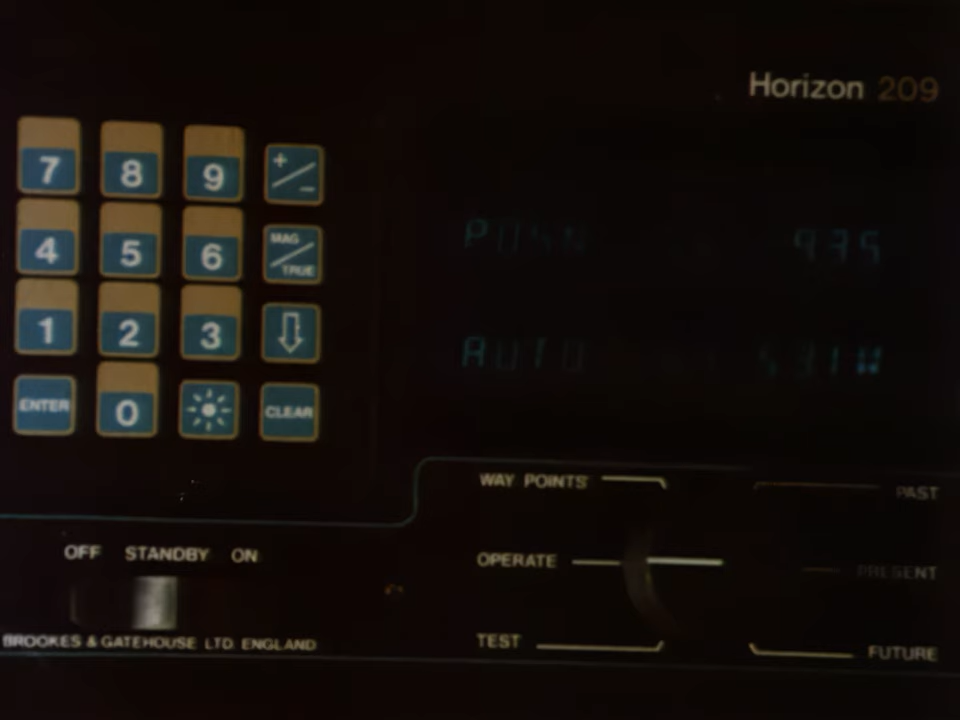 Horizon 209
7 8 9 +/-
4 5 6 MAG/TRUE
1 2 3
ENTER 0 CLEAR
AUTO
WAY POINTS PAST
OPERATE PRESENT
TEST FUTURE
OFF STANDBY ON
BROOKES & GATEHOUSE LTD. ENGLAND